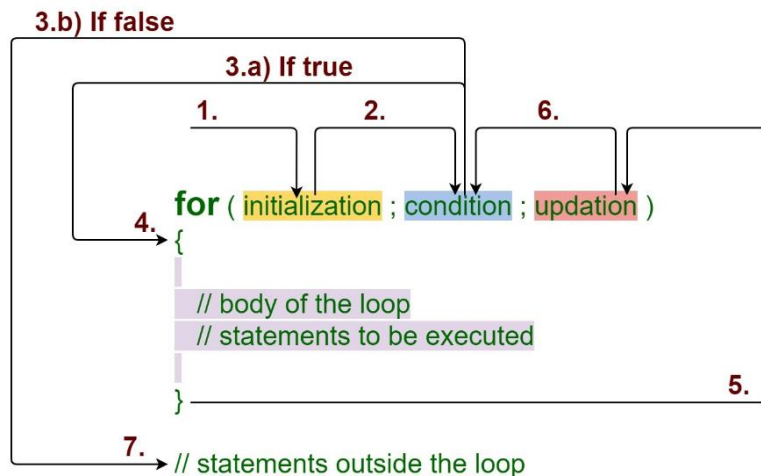 3.b) If false
3.a) If true
1. 2. 6.
for ( initialization ; condition ; updation )
4.
{
// body of the loop
// statements to be executed
} 5.
7. // statements outside the loop